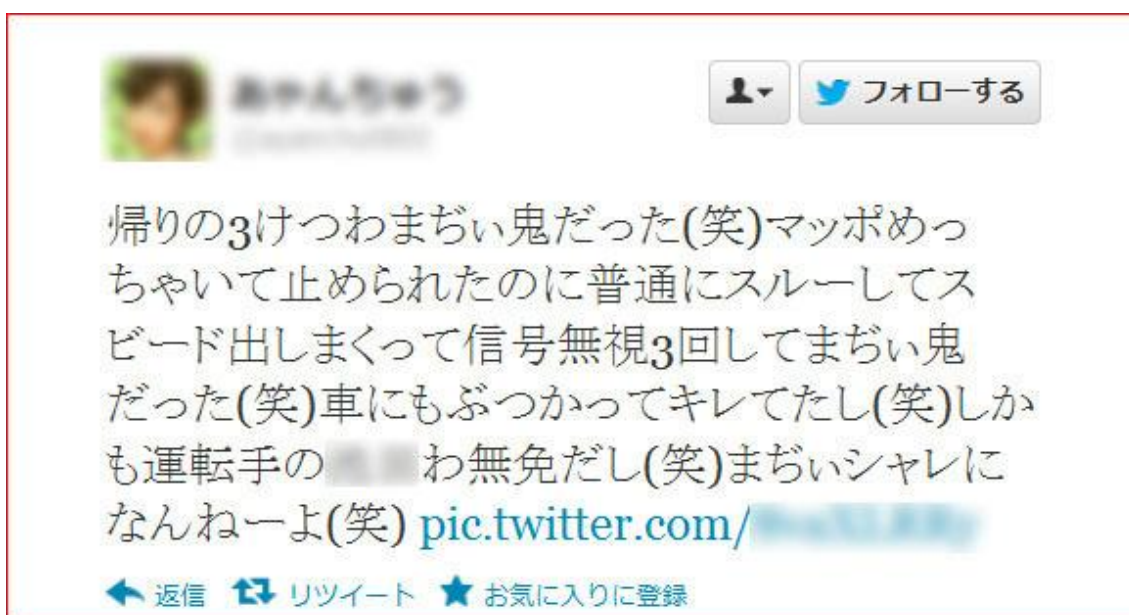 フォローする
帰りの3けつわまぢぃ鬼だった(笑)マッポめっ
ちゃいて止められたのに普通にスルーしてス
ビード出しまくって信号無視3回してまぢぃ鬼
だった(笑)車にもぶつかってキレてたし(笑)しか
も運転手の わ無免だし(笑)まぢぃシャレに
なんねーよ(笑) pic.twitter.com/
返信 リツイート お気に入りに登録